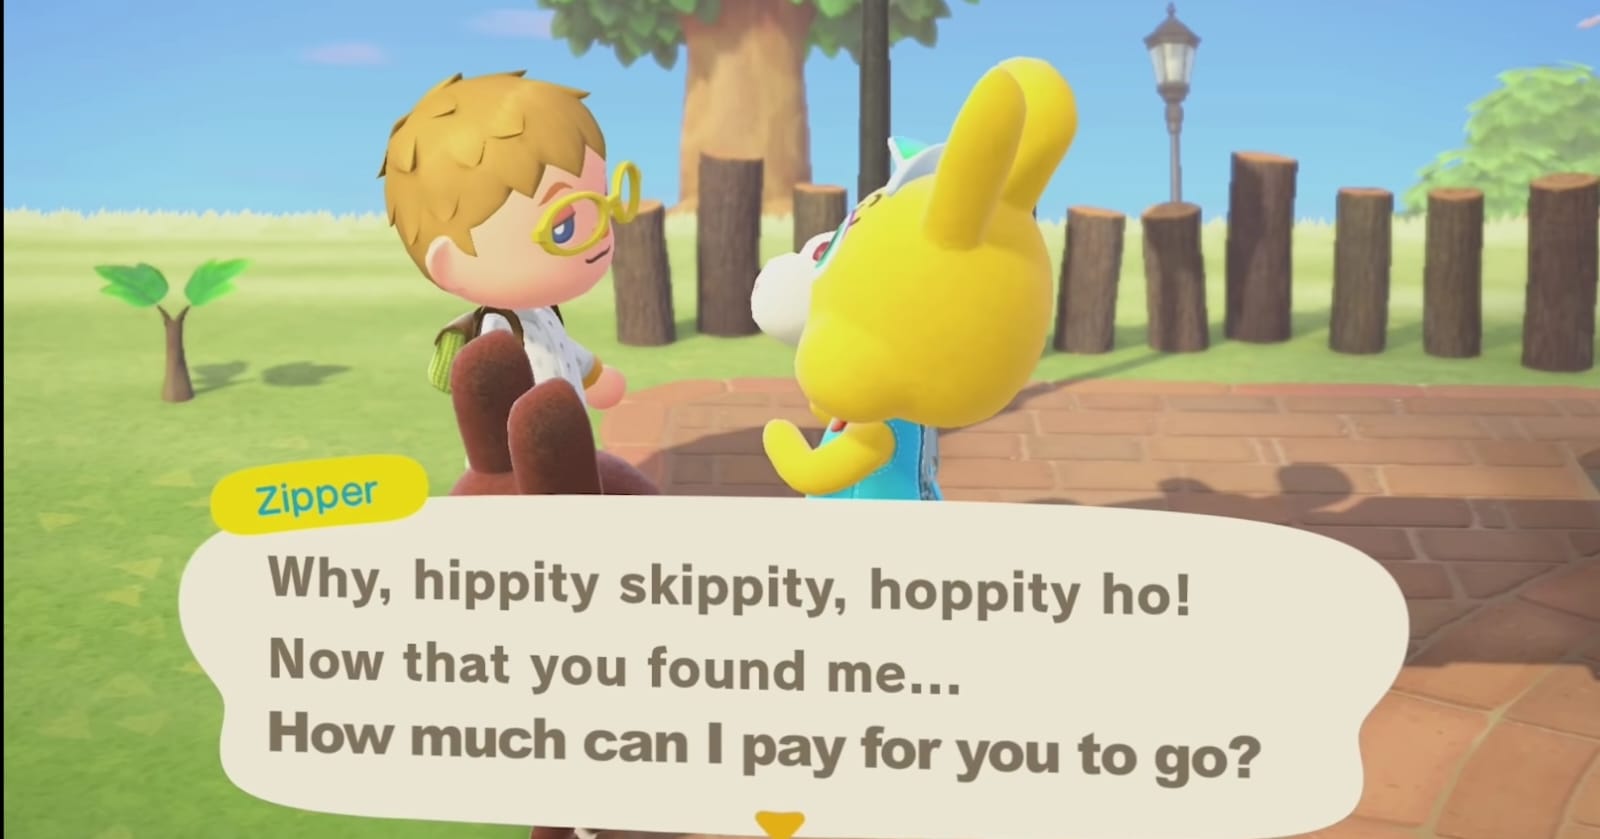 Zipper
Why, hippity skippity, hoppity ho!
Now that you found me...
How much can I pay for you to go?